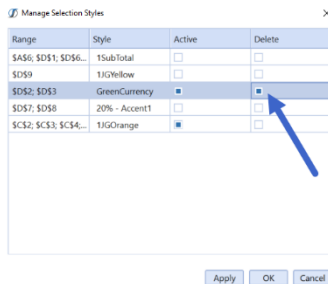 Manage Selection Styles
Range Style Active Delete
$A$6; $D$1; $D$6... 1SubTotal
$D$9 1JGYellow
$D$2; $D$3 GreenCurrency
$D$7; $D$8 20% - Accent1
$C$2; $C$3; $C$4;... 1JGOrange
Apply OK Cancel